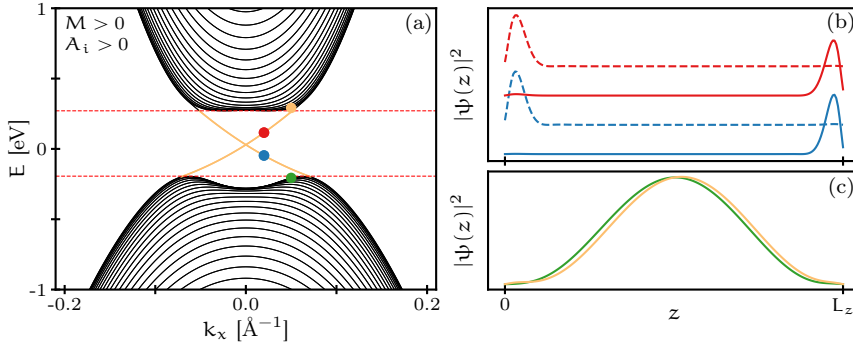 M > 0
A_i > 0
(a)
1
0
-1
E [eV]
-0.2
0.0
0.2
k_x [Å⁻¹]
(b)
|ψ(z)|²
(c)
|ψ(z)|²
0
z
L_z